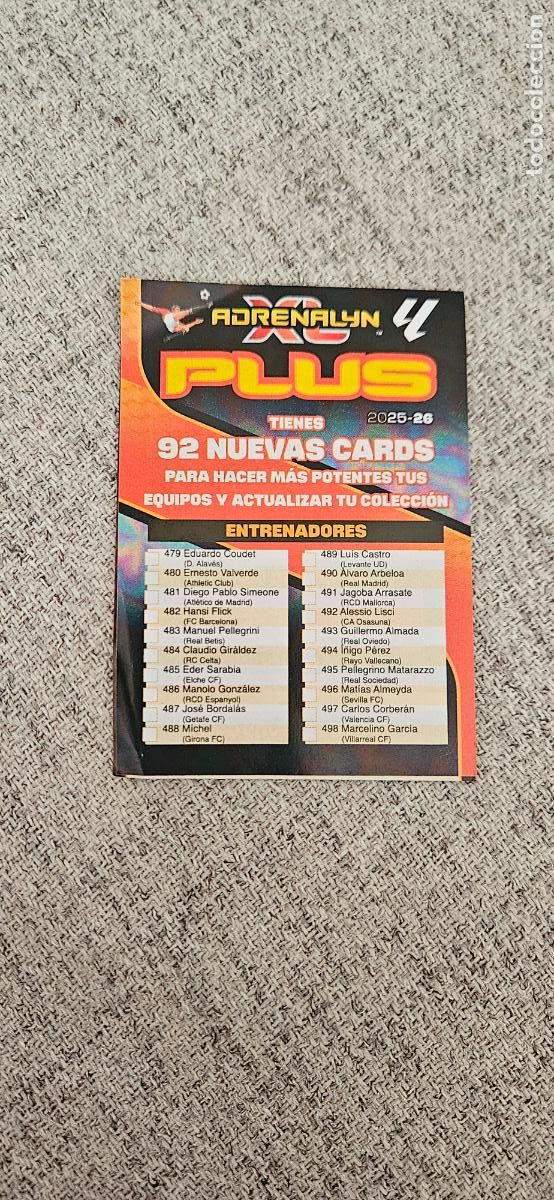 todocoleccion
ADRENALYN XL
PLUS
2025-26
TIENES
92 NUEVAS CARDS
PARA HACER MÁS POTENTES TUS
EQUIPOS Y ACTUALIZAR TU COLECCIÓN
ENTRENADORES
479 Eduardo Coudet
(D. Alavés)
480 Ernesto Valverde
(Athletic Club)
481 Diego Pablo Simeone
(Atlético de Madrid)
482 Hansi Flick
(FC Barcelona)
483 Manuel Pellegrini
(Real Betis)
484 Claudio Giráldez
(RC Celta)
485 Eder Sarabia
(Elche CF)
486 Manolo González
(RCD Espanyol)
487 José Bordalás
(Getafe CF)
488 Michel
(Girona FC)
489 Luis Castro
(Levante UD)
490 Álvaro Arbeloa
(Real Madrid)
491 Jagoba Arrasate
(RCD Mallorca)
492 Alessio Lisci
(CA Osasuna)
493 Guillermo Almada
(Real Oviedo)
494 Íñigo Pérez
(Rayo Vallecano)
495 Pellegrino Matarazzo
(Real Sociedad)
496 Matías Almeyda
(Sevilla FC)
497 Carlos Corberán
(Valencia CF)
498 Marcelino García
(Villarreal CF)